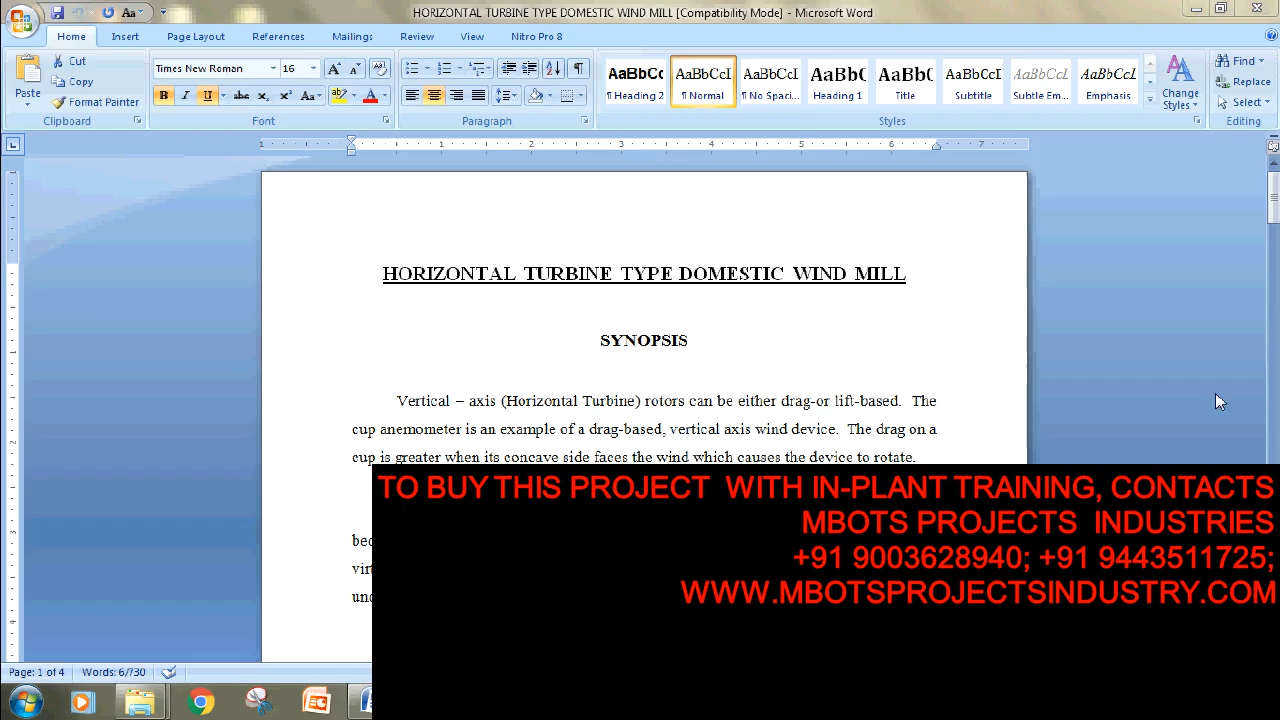 HORIZONTAL TURBINE TYPE DOMESTIC WIND MILL [Compatibility Mode] - Microsoft Word
Home Insert Page Layout References Mailings Review View Nitro Pro 8
Paste
Cut
Copy
Format Painter
Clipboard
Times New Roman 16
Font
Paragraph
AaBbCc AaBbCcI AaBbCcI AaBbC AaBbC AaBbCcI AaBbCcI AaBbCcI
¶ Heading 2 ¶ Normal ¶ No Spaci... Heading 1 Title Subtitle Subtle Em... Emphasis
Styles
Change Styles
Find
Replace
Select
Editing
HORIZONTAL TURBINE TYPE DOMESTIC WIND MILL
SYNOPSIS
Vertical – axis (Horizontal Turbine) rotors can be either drag-or lift-based. The
cup anemometer is an example of a drag-based, vertical axis wind device. The drag on a
cup is greater when its concave side faces the wind which causes the device to rotate.
TO BUY THIS PROJECT WITH IN-PLANT TRAINING, CONTACTS
MBOTS PROJECTS INDUSTRIES
+91 9003628940; +91 9443511725;
WWW.MBOTSPROJECTSINDUSTRY.COM
Page: 1 of 4 Words: 6/730